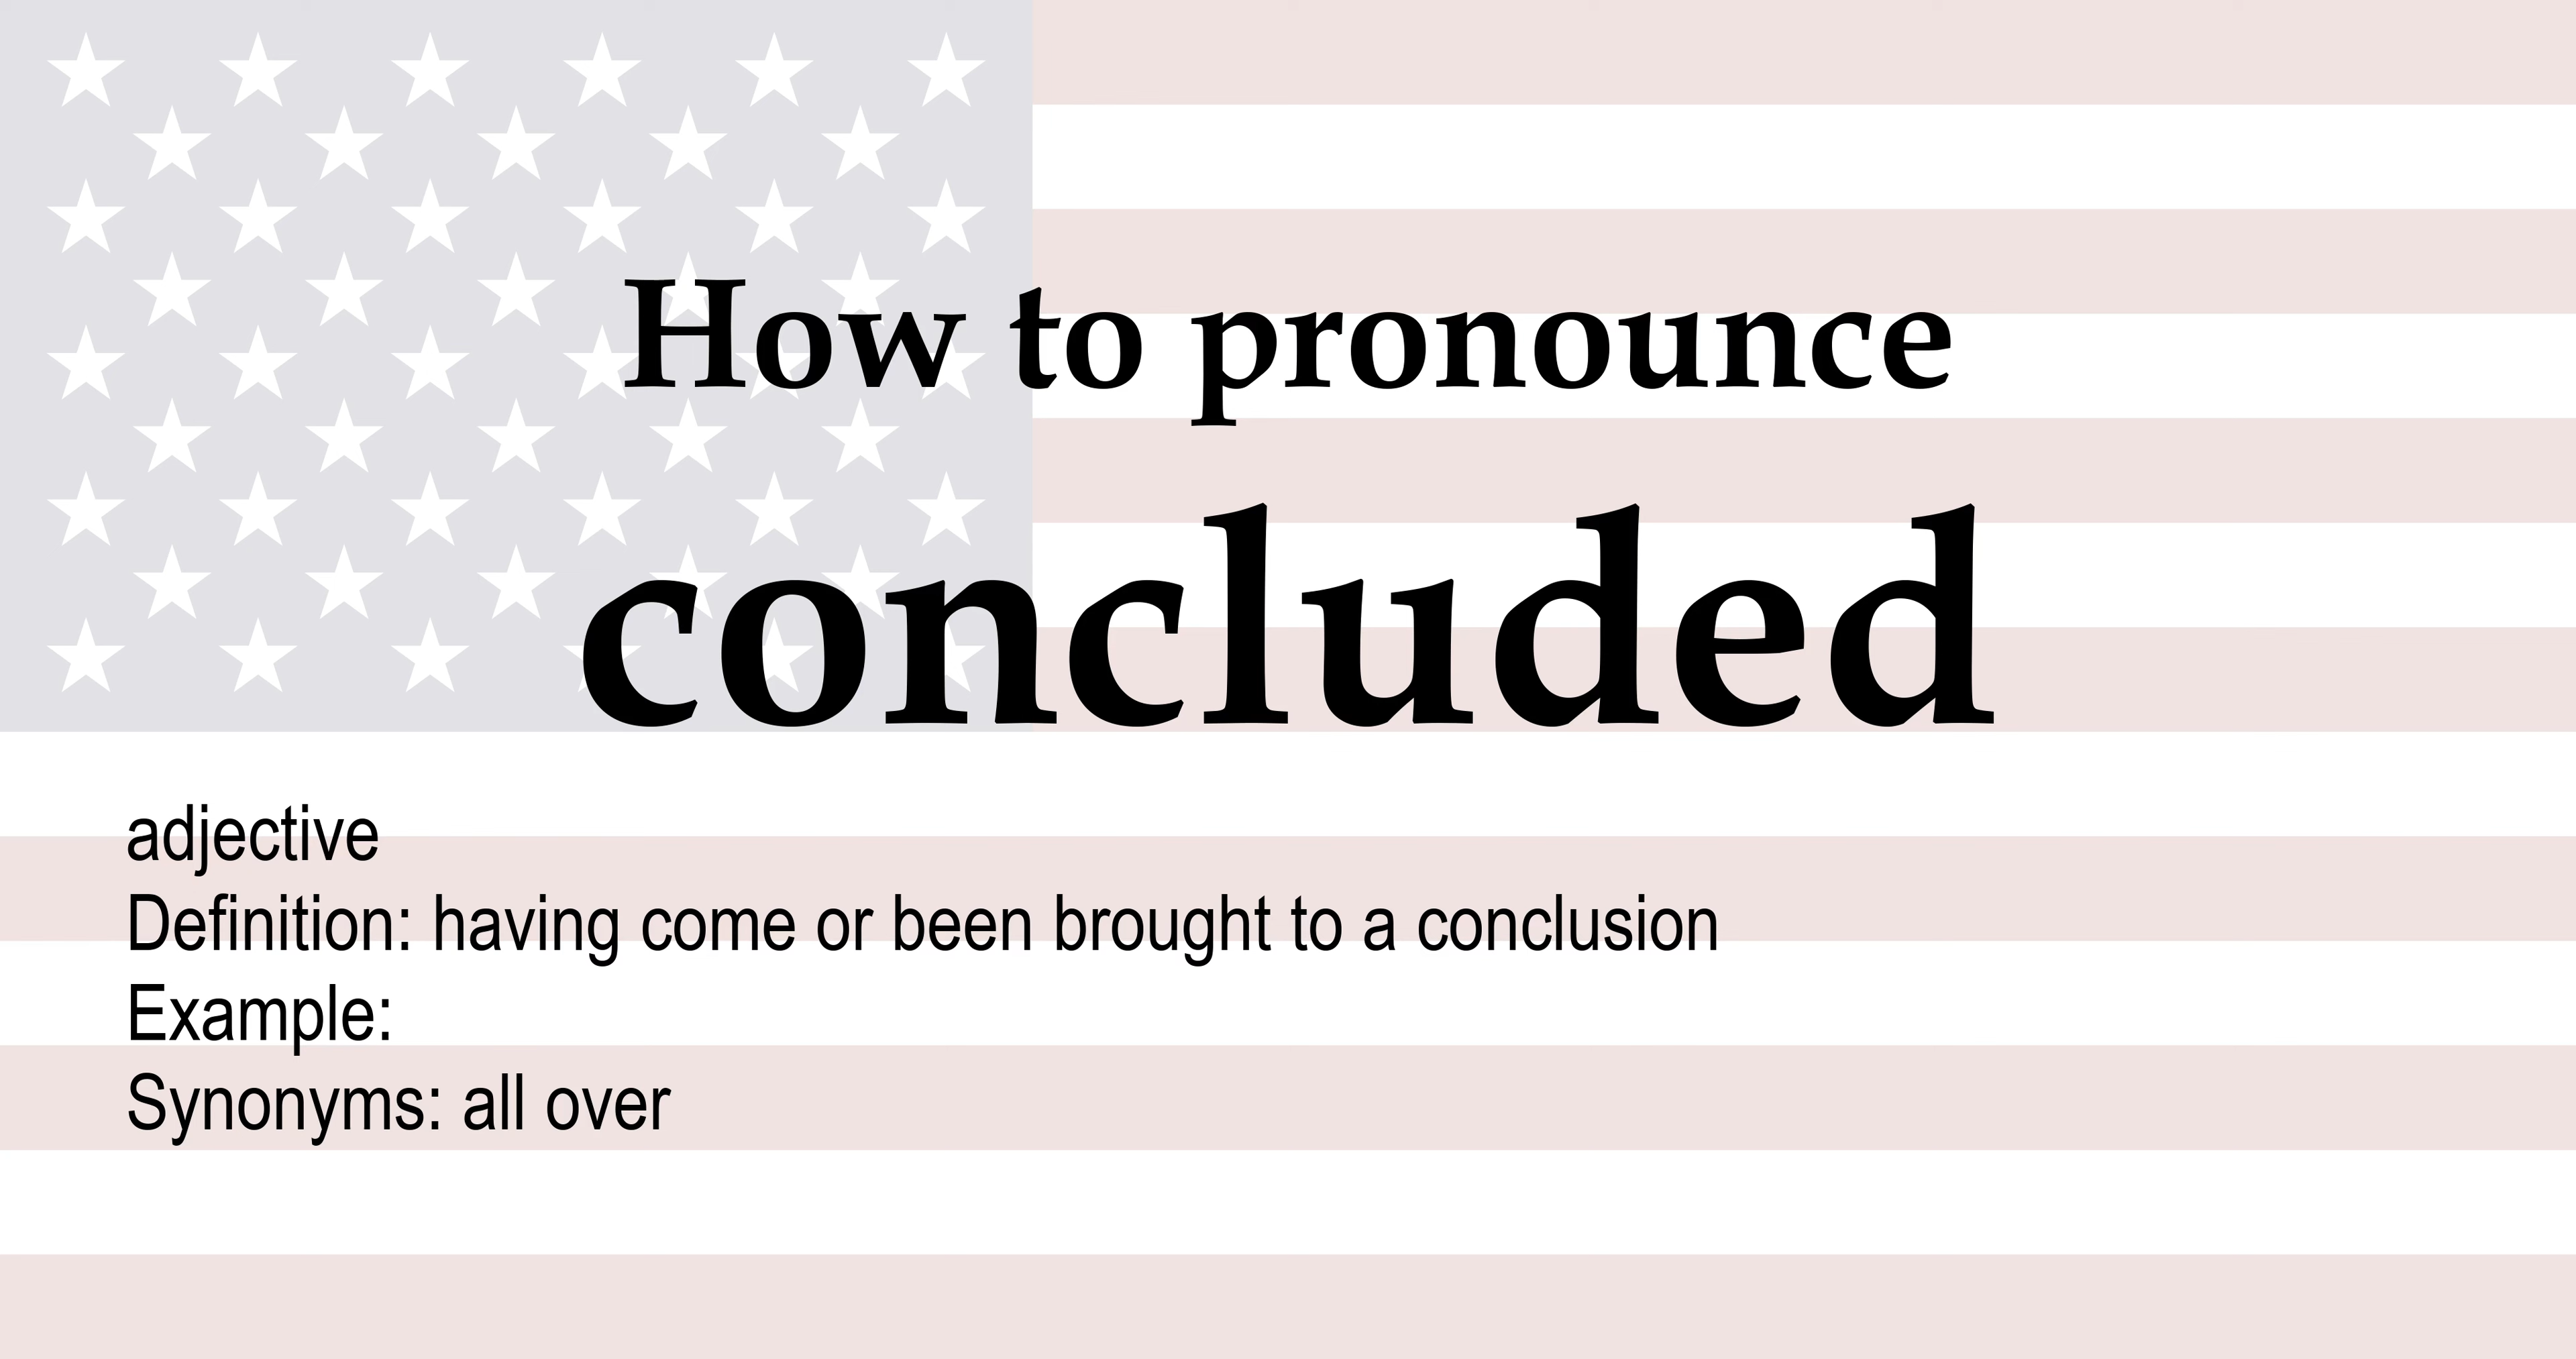 How to pronounce
concluded
adjective
Definition: having come or been brought to a conclusion
Example:
Synonyms: all over